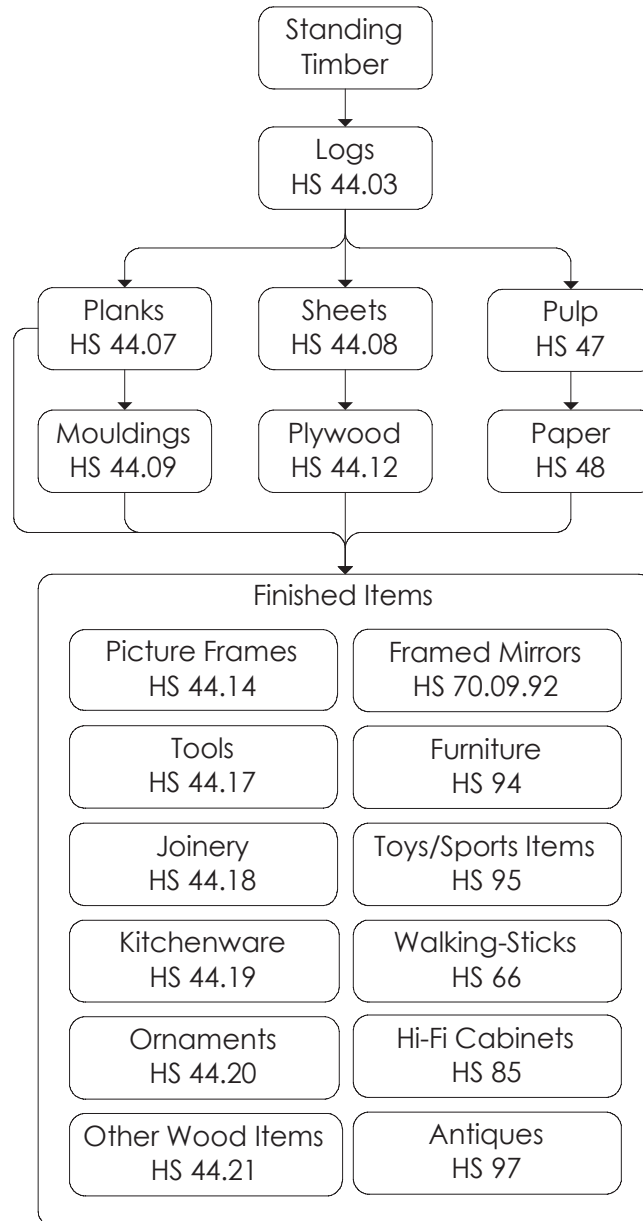 Standing
Timber
Logs
HS 44.03
Planks
HS 44.07
Sheets
HS 44.08
Pulp
HS 47
Mouldings
HS 44.09
Plywood
HS 44.12
Paper
HS 48
Finished Items
Picture Frames
HS 44.14
Framed Mirrors
HS 70.09.92
Tools
HS 44.17
Furniture
HS 94
Joinery
HS 44.18
Toys/Sports Items
HS 95
Kitchenware
HS 44.19
Walking-Sticks
HS 66
Ornaments
HS 44.20
Hi-Fi Cabinets
HS 85
Other Wood Items
HS 44.21
Antiques
HS 97